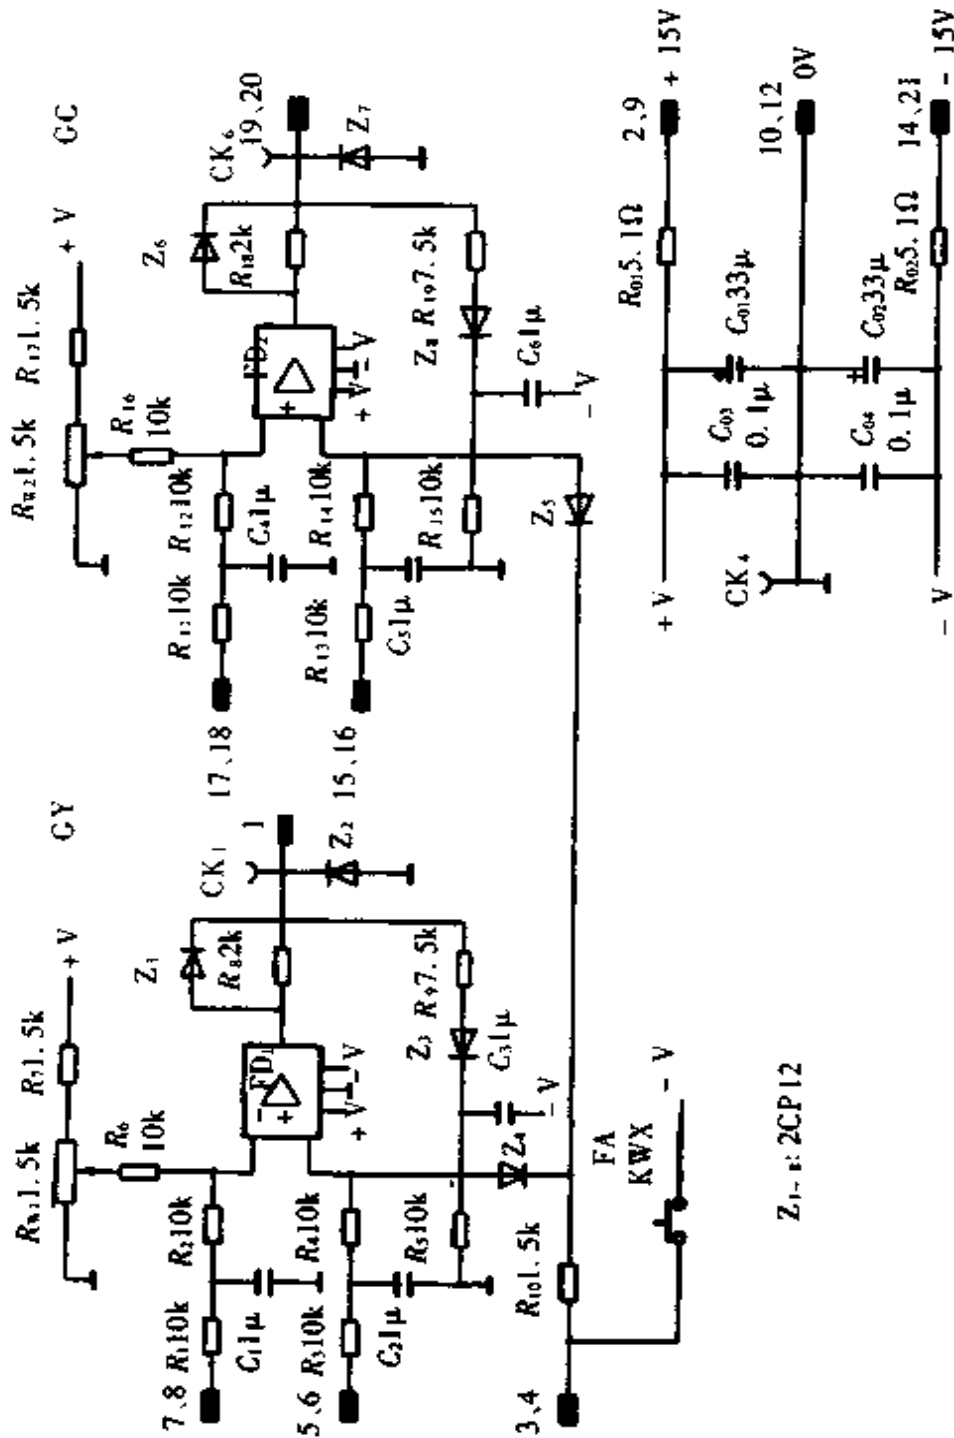 GY
GC
R₇1.5k
+V
R₁₇1.5k
+V
1.5k
R_W₂1.5k
R₆
10k
R₁₆
10k
Z₁
CK₁
1
Z₆
CK₆
19、20
R₈2k
R₁₈2k
7.8
R₁10k
R₂10k
FD₁
17、18
R₁₁10k
R₁₂10k
FD₂
C₁1μ
−
+
Z₂
C₄1μ
+
Z₇
5.6
R₃10k
R₄10k
+V
−V
15、16
R₁₃10k
R₁₄10k
+V
−V
C₂1μ
R₅10k
Z₃
R₉7.5k
C₅1μ
R₁₅10k
Z₈
R₁₉7.5k
C₃1μ
−V
C₆1μ
−V
Z₄
Z₅
3、4
R₁₀1.5k
FA
KWX
−V
+V
R₀₁5.1Ω
2、9
+15V
C₀₃
0.1μ
C₀₁33μ
CK₄
10、12
0V
C₀₄
0.1μ
C₀₂33μ
+
−V
R₀₂5.1Ω
14、21
−15V
Z₁~₈:2CP12